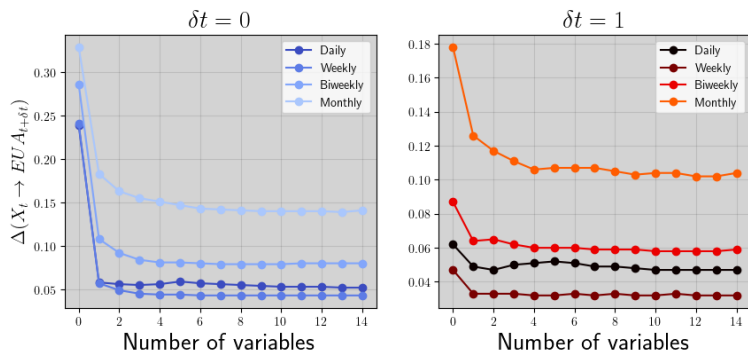 δt = 0
δt = 1
Δ(X_t → EUA_{t+δt})
0.30
0.25
0.20
0.15
0.10
0.05
0 2 4 6 8 10 12 14
Number of variables
Daily
Weekly
Biweekly
Monthly
0.18
0.16
0.14
0.12
0.10
0.08
0.06
0.04
0 2 4 6 8 10 12 14
Number of variables
Daily
Weekly
Biweekly
Monthly